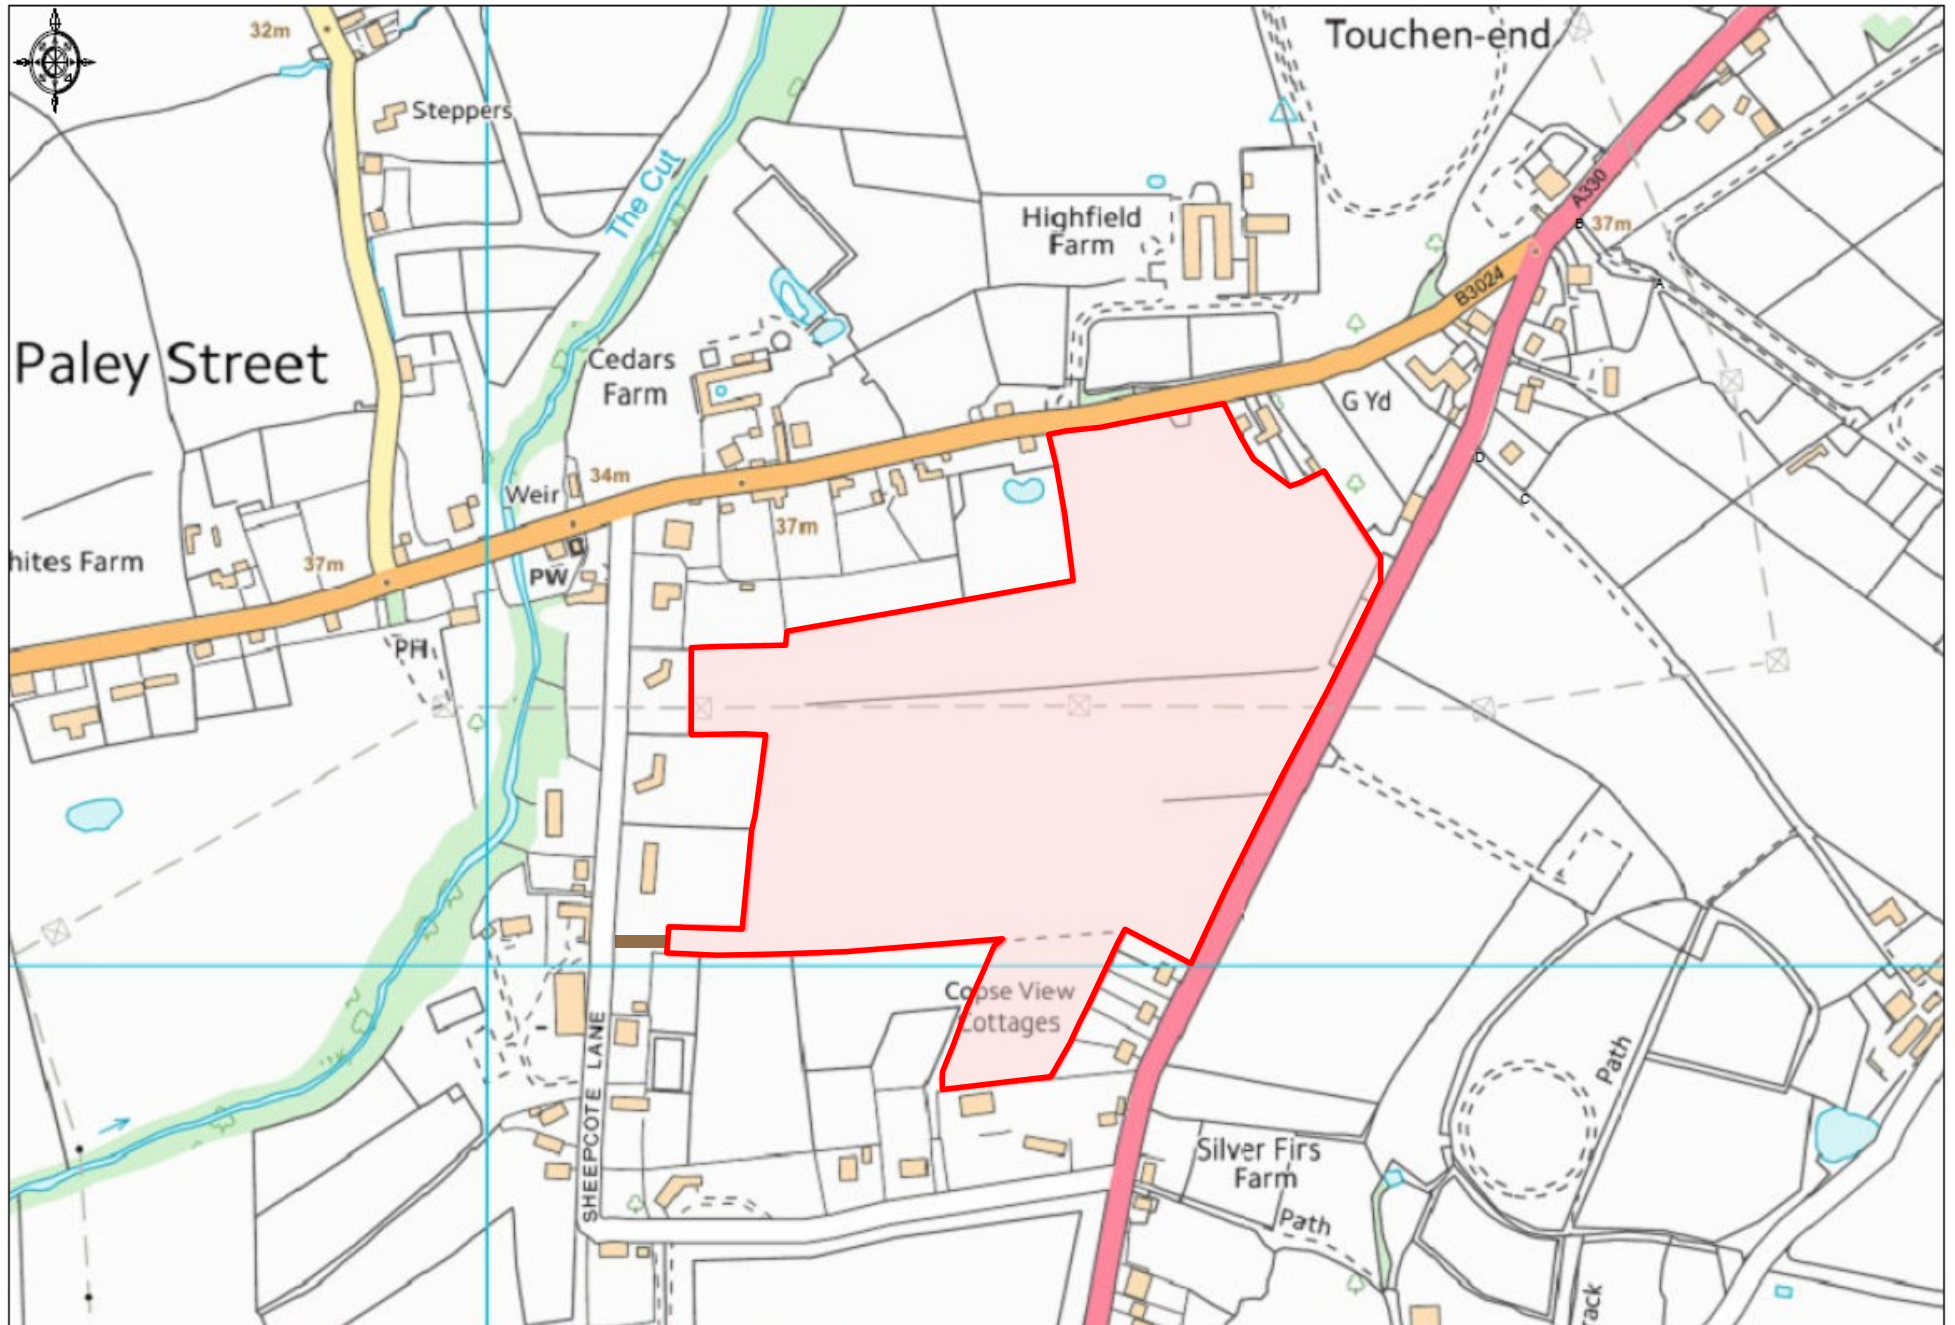 32m
Touchen-end
Steppers
The Cut
A330
B
37m
Highfield
Farm
A
B3024
Paley Street
Cedars
Farm
G Yd
D
34m
Weir
C
37m
hites Farm
37m
PW
PH
Copse View
Cottages
SHEEPCOTE LANE
Path
Silver Firs
Farm
Path
rack